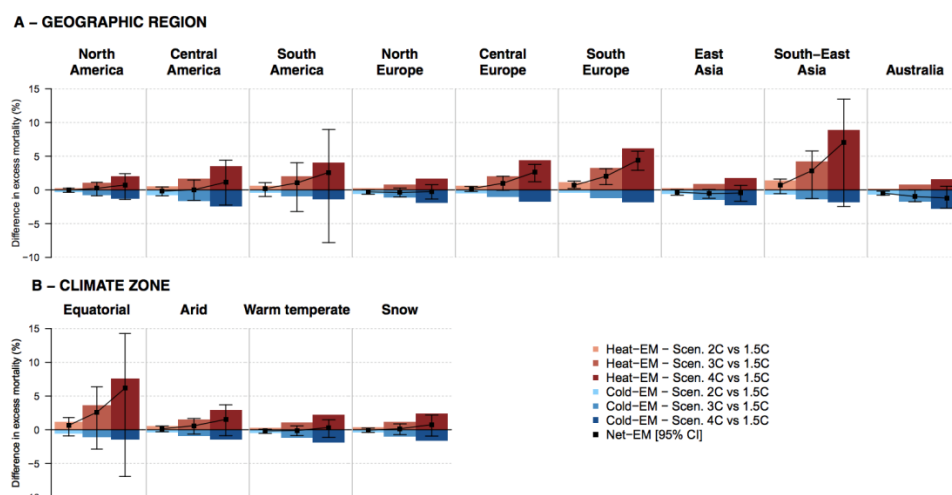 A – GEOGRAPHIC REGION
North America
Central America
South America
North Europe
Central Europe
South Europe
East Asia
South−East Asia
Australia
Difference in excess mortality (%)
15
10
5
0
−5
−10
B – CLIMATE ZONE
Equatorial
Arid
Warm temperate
Snow
Difference in excess mortality (%)
15
10
5
0
−5
Heat−EM − Scen. 2C vs 1.5C
Heat−EM − Scen. 3C vs 1.5C
Heat−EM − Scen. 4C vs 1.5C
Cold−EM − Scen. 2C vs 1.5C
Cold−EM − Scen. 3C vs 1.5C
Cold−EM − Scen. 4C vs 1.5C
Net−EM [95% CI]